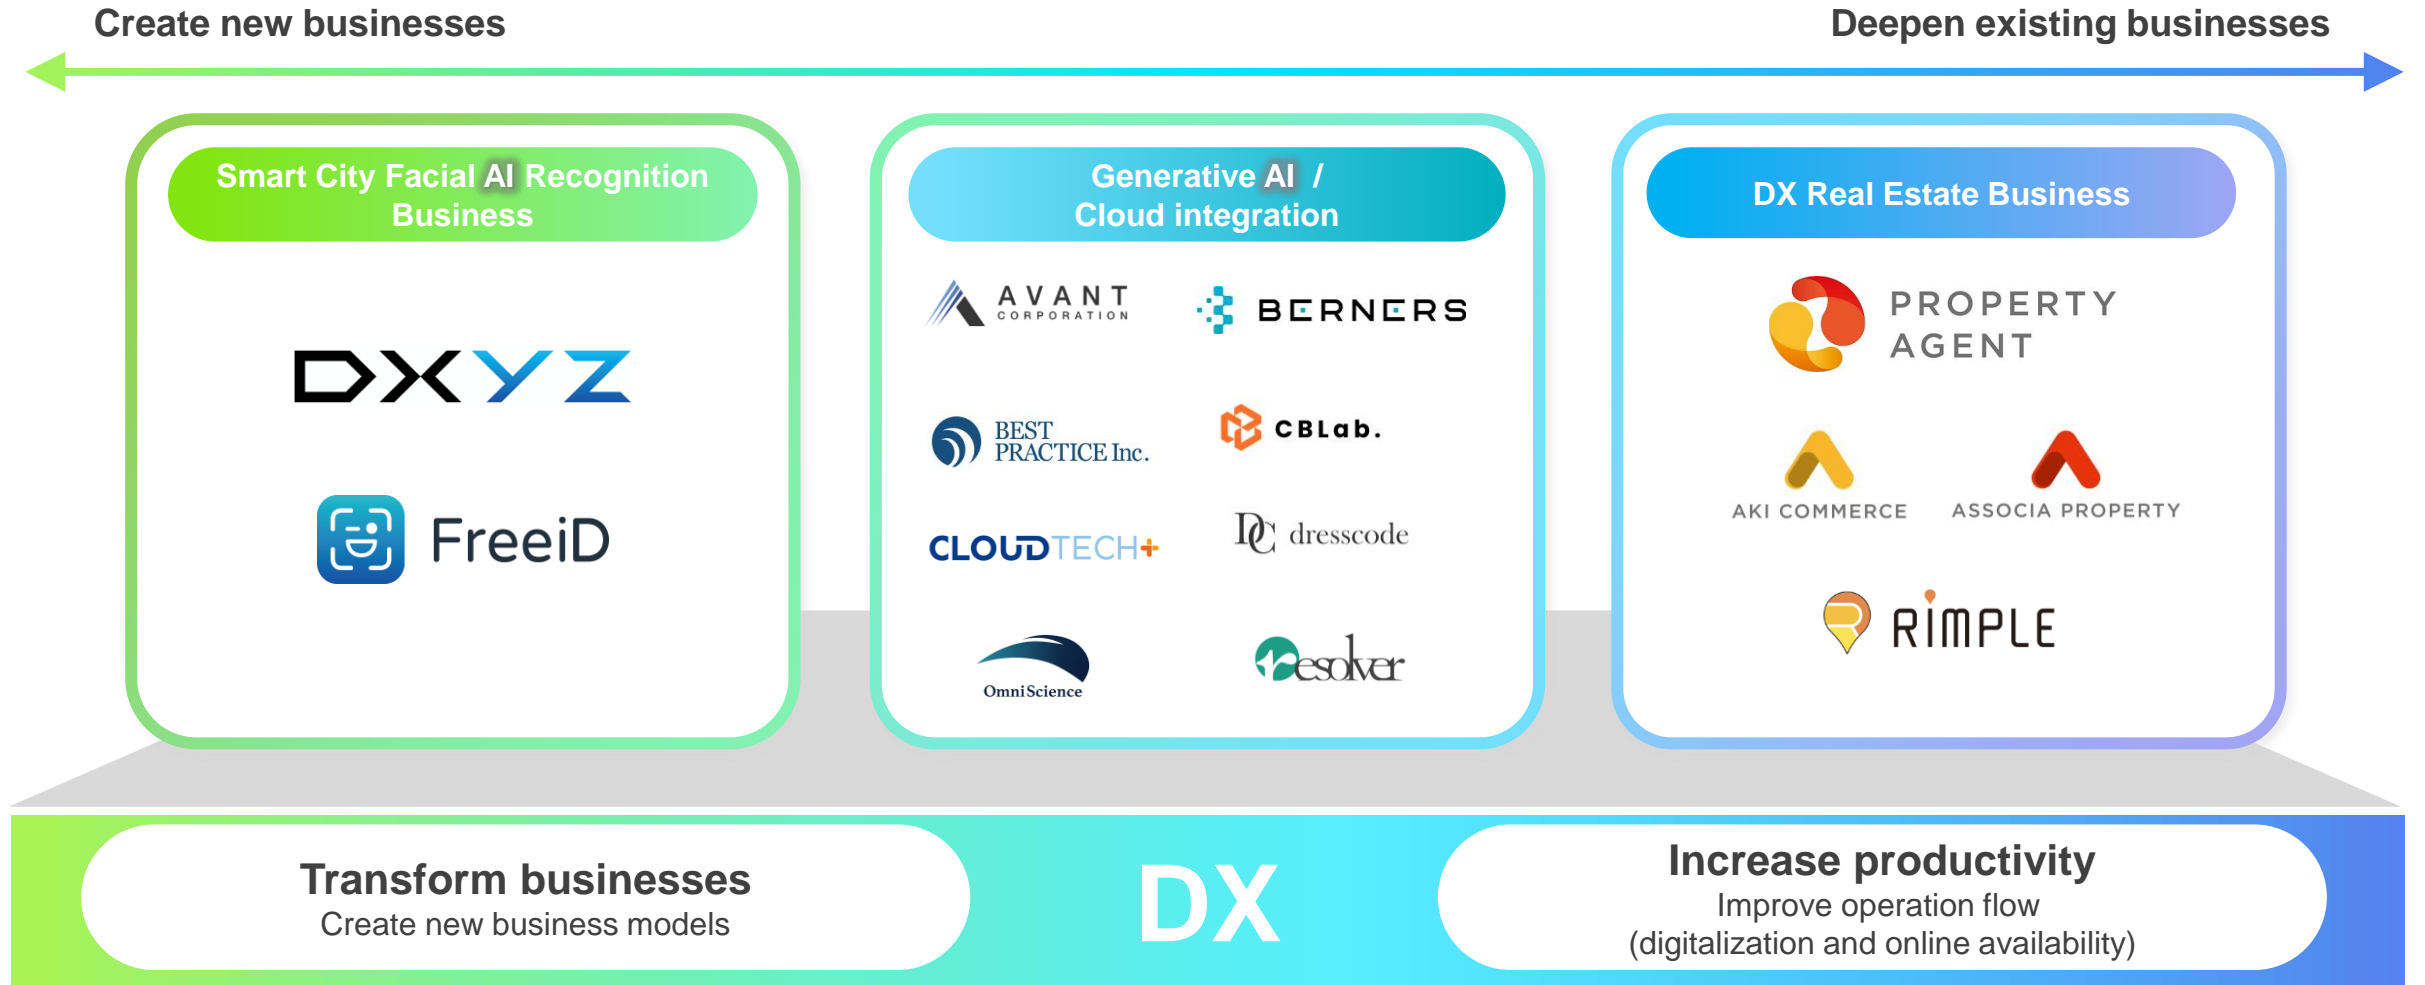 Create new businesses
Deepen existing businesses
Smart City Facial AI Recognition
Business
DXYZ
FreeiD
Generative AI /
Cloud integration
AVANT
CORPORATION
BERNERS
BEST
PRACTICE Inc.
CBLab.
CLOUDTECH+
DC dresscode
OmniScience
resolver
DX Real Estate Business
PROPERTY
AGENT
AKI COMMERCE
ASSOCIA PROPERTY
RIMPLE
Transform businesses
Create new business models
DX
Increase productivity
Improve operation flow
(digitalization and online availability)